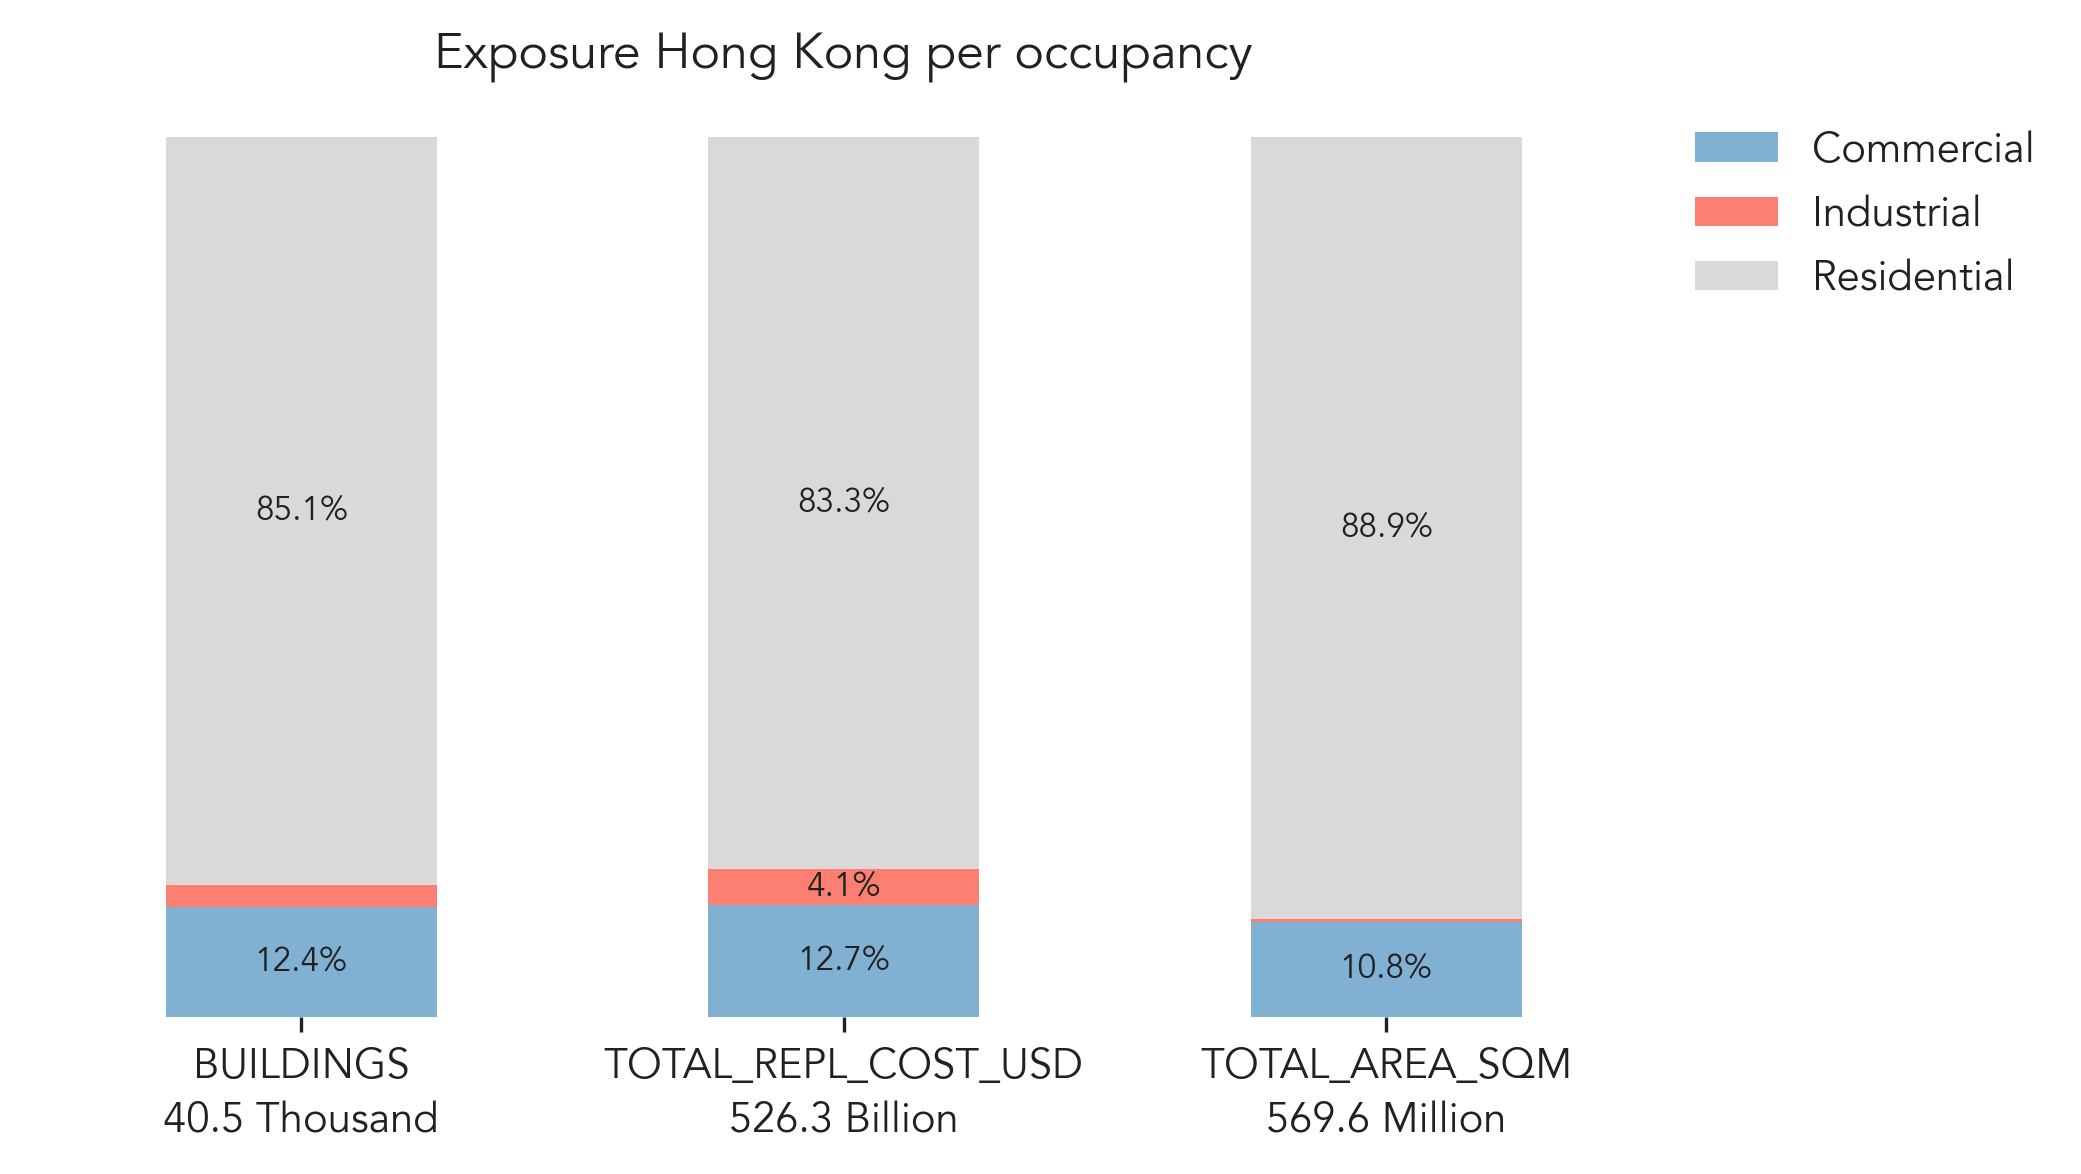 Exposure Hong Kong per occupancy
Commercial
Industrial
Residential
85.1%
83.3%
88.9%
4.1%
12.4%
12.7%
10.8%
BUILDINGS
40.5 Thousand
TOTAL_REPL_COST_USD
526.3 Billion
TOTAL_AREA_SQM
569.6 Million